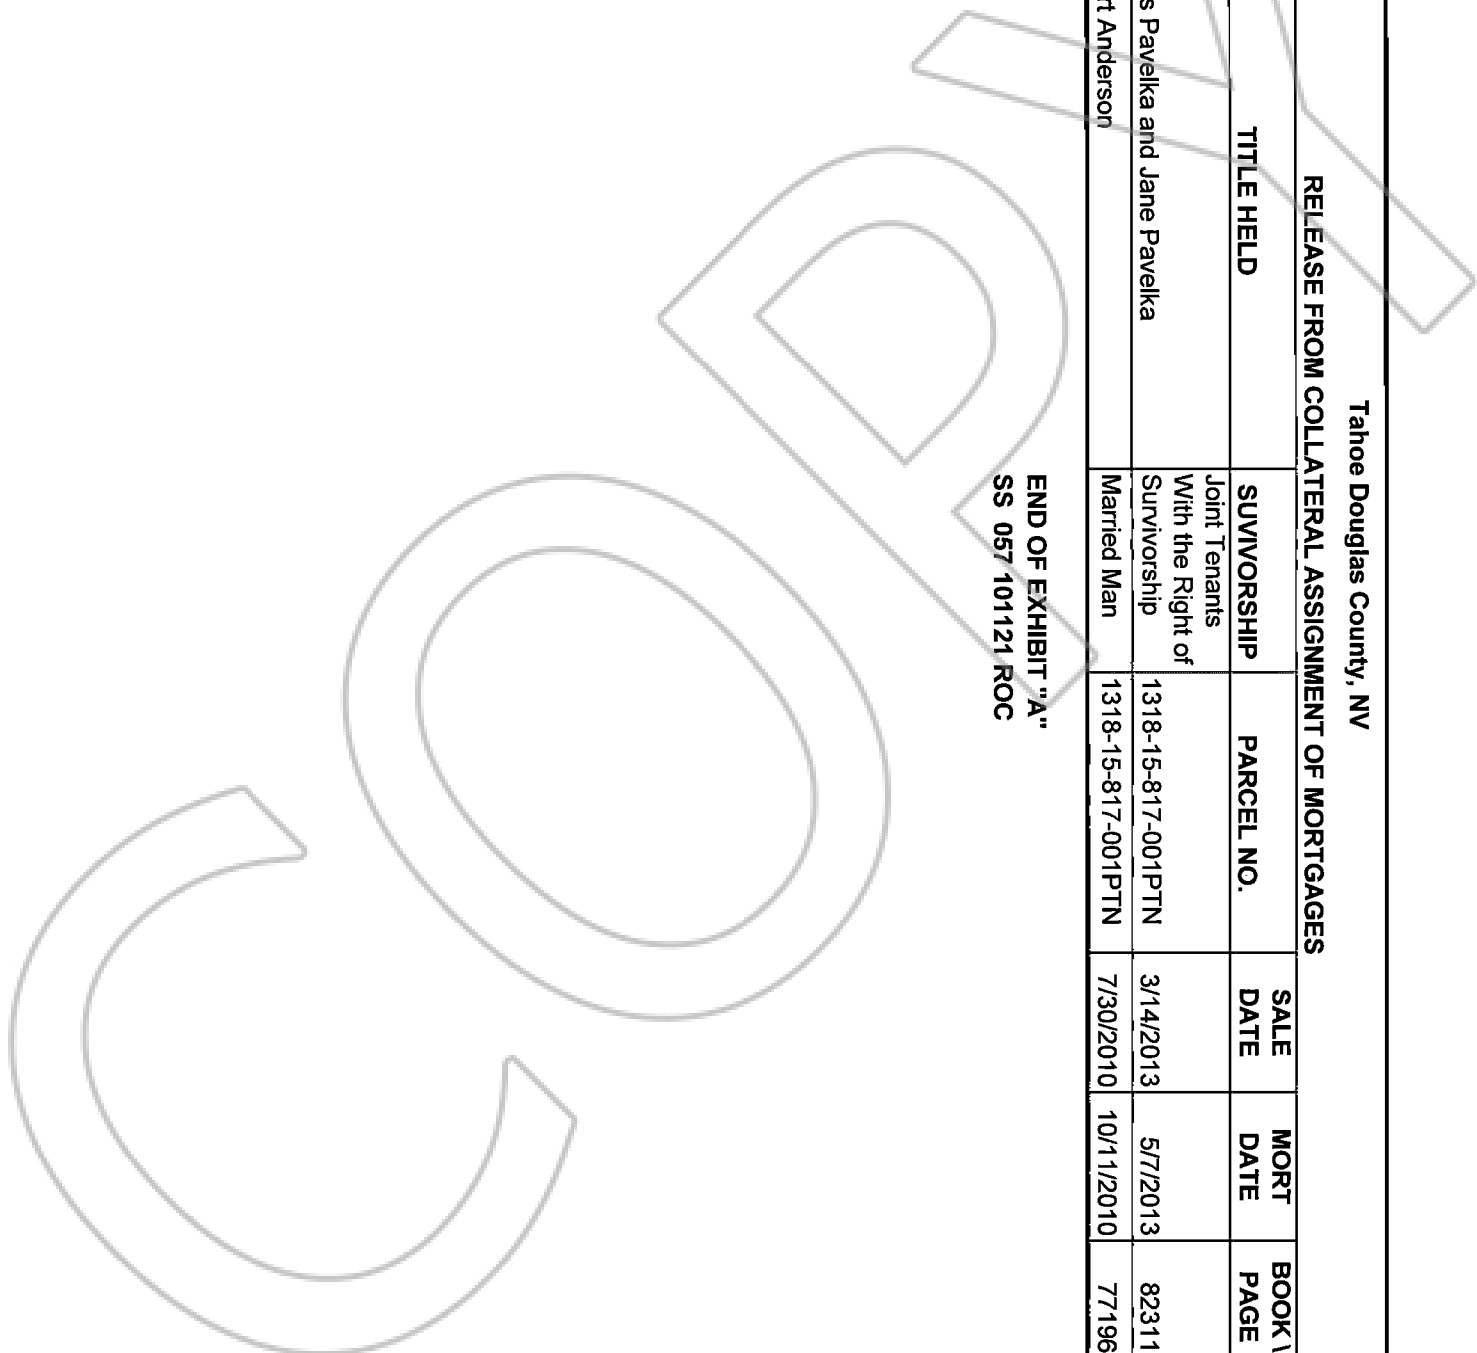 Tahoe Douglas County, NV
RELEASE FROM COLLATERAL ASSIGNMENT OF MORTGAGES
TITLE HELD SUVIVORSHIP PARCEL NO. SALE DATE MORT DATE BOOK \ PAGE
s Pavelka and Jane Pavelka Joint Tenants With the Right of Survivorship 1318-15-817-001PTN 3/14/2013 5/7/2013 82311
rt Anderson Married Man 1318-15-817-001PTN 7/30/2010 10/11/2010 77196
END OF EXHIBIT "A"
SS 057 101121 ROC
COPY